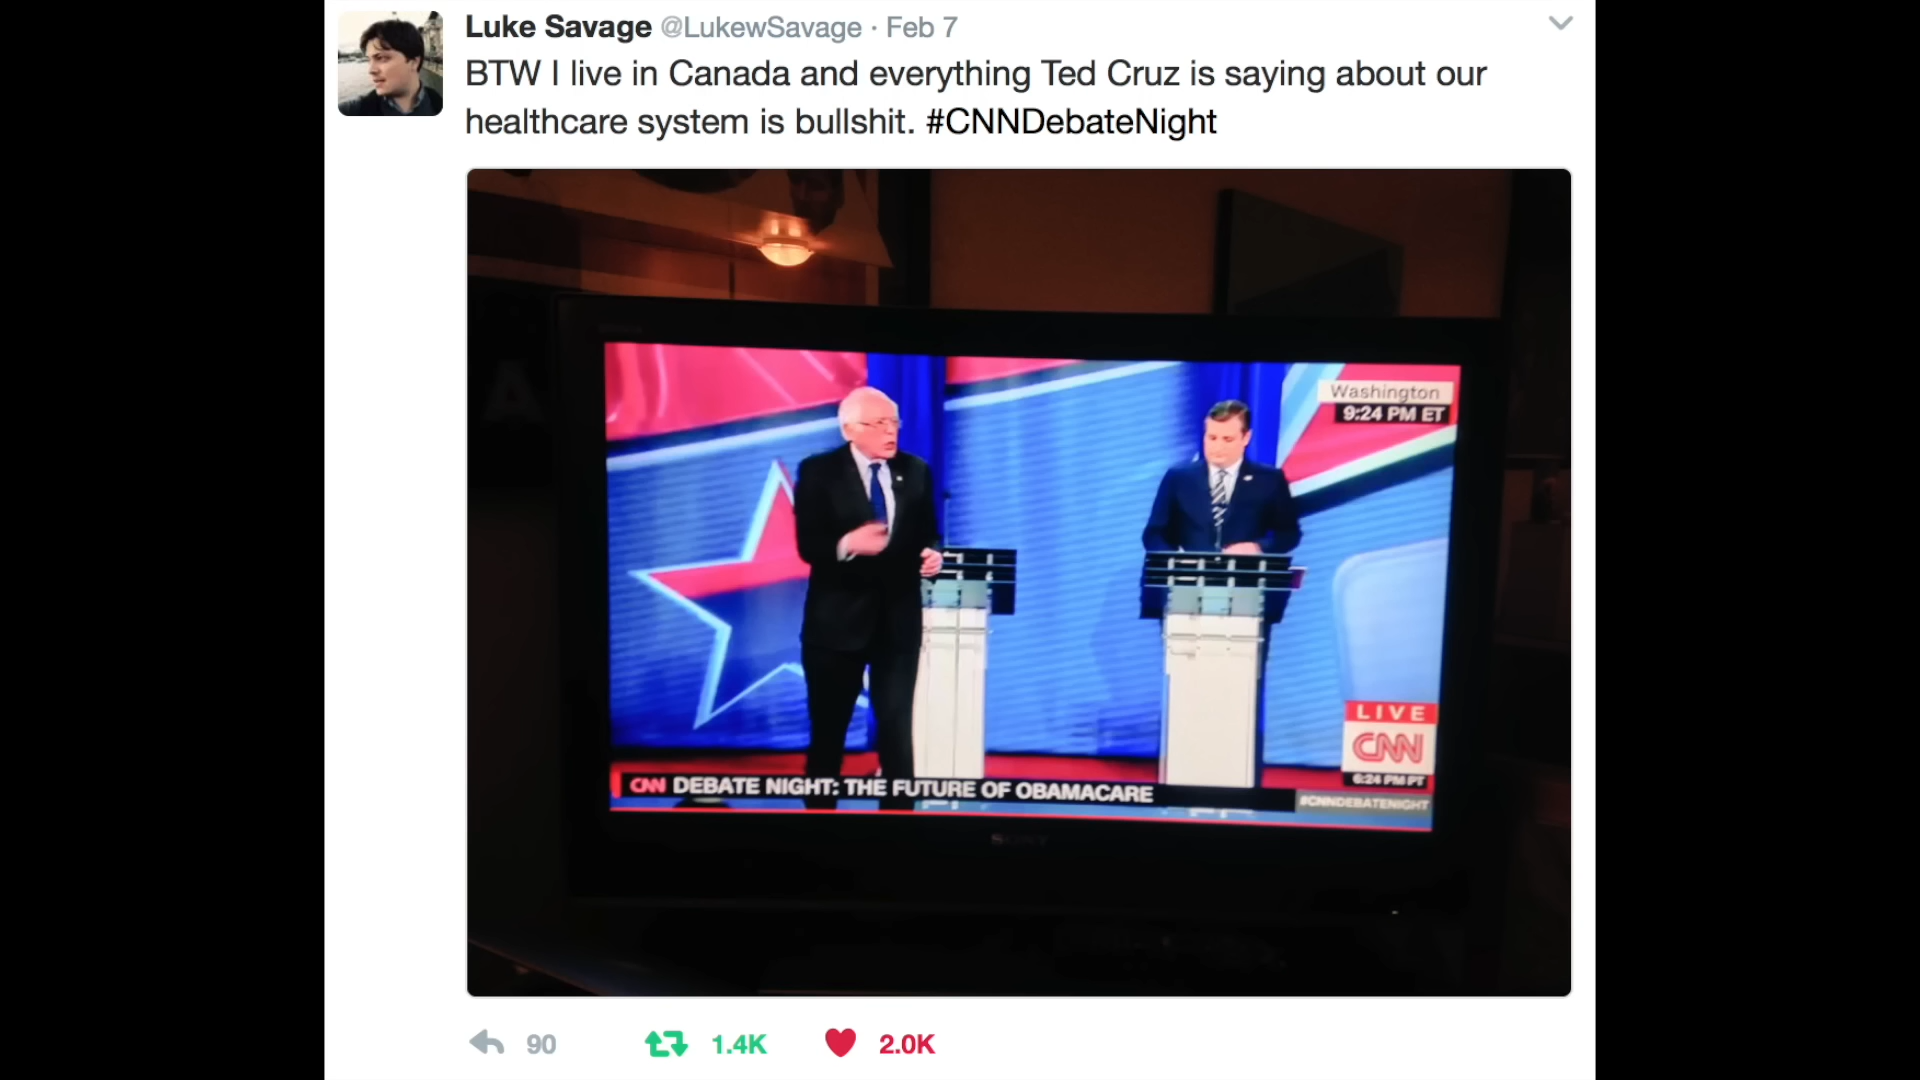 Luke Savage @LukewSavage · Feb 7
BTW I live in Canada and everything Ted Cruz is saying about our
healthcare system is bullshit. #CNNDebateNight
Washington
9:24 PM ET
LIVE
CNN
6:24 PM PT
CNN DEBATE NIGHT: THE FUTURE OF OBAMACARE
#CNNDEBATENIGHT
SONY
90 1.4K 2.0K